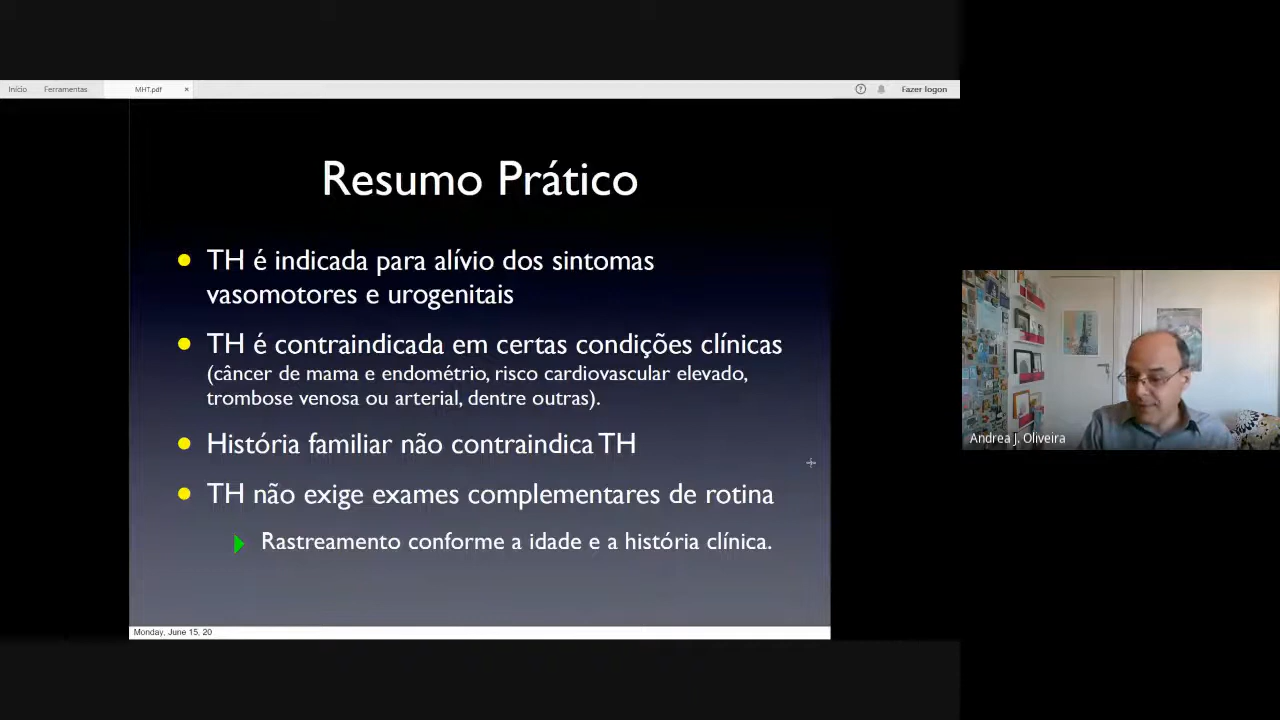 Início Ferramentas MHT.pdf × ? Fazer logon
Resumo Prático
TH é indicada para alívio dos sintomas
vasomotores e urogenitais
TH é contraindicada em certas condições clínicas
(câncer de mama e endométrio, risco cardiovascular elevado,
trombose venosa ou arterial, dentre outras).
História familiar não contraindica TH
TH não exige exames complementares de rotina
Rastreamento conforme a idade e a história clínica.
Monday, June 15, 20
Andrea J. Oliveira